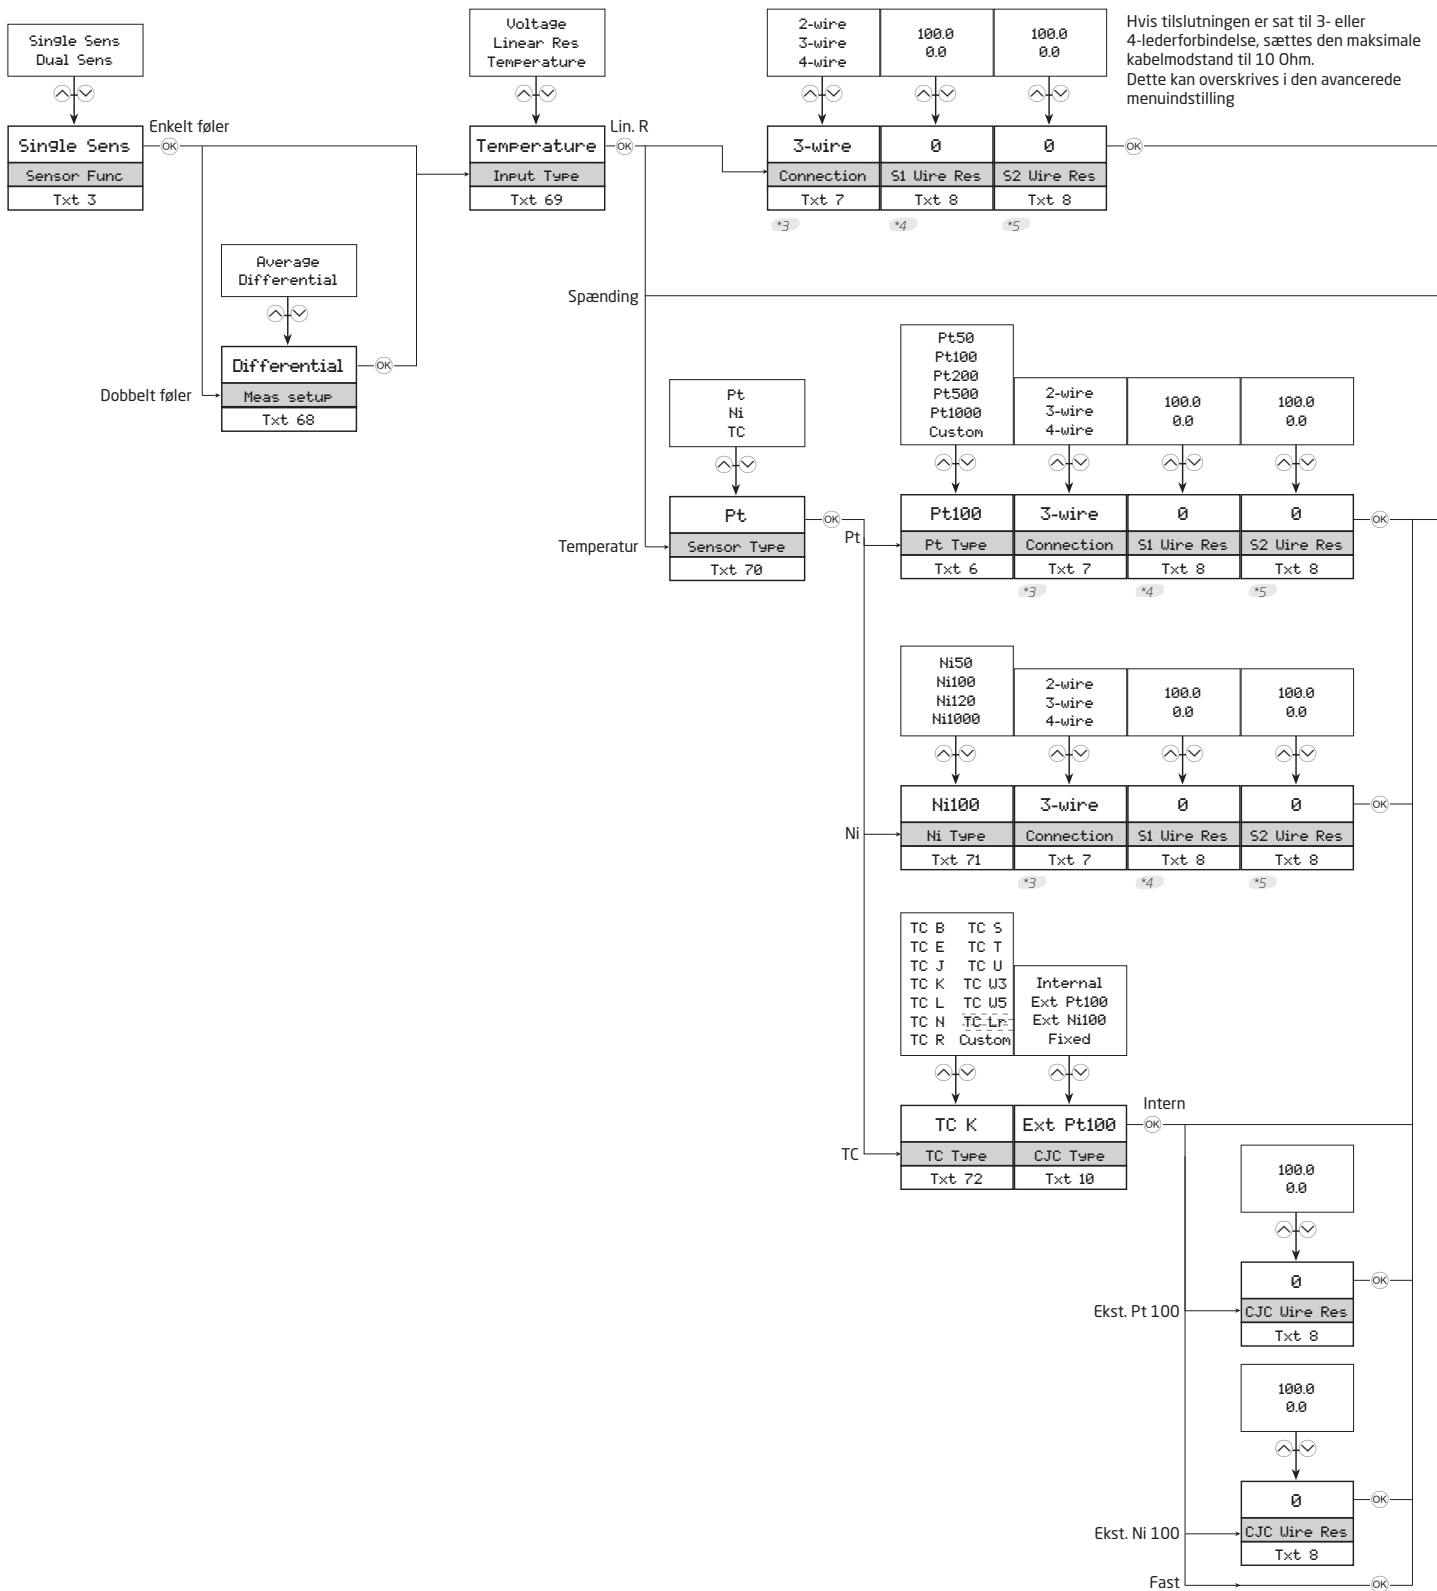 Single Sens
Dual Sens
Enkelt føler
OK
Single Sens
Sensor Func
Txt 3
Average
Differential
Dobbelt føler
Differential
OK
Meas setup
Txt 68
Voltage
Linear Res
Temperature
Lin. R
OK
Temperature
Input Type
Txt 69
2-wire
3-wire
4-wire
100.0
0.0
100.0
0.0
3-wire
0
0
OK
Connection
S1 Wire Res
S2 Wire Res
Txt 7
Txt 8
Txt 8
*3
*4
*5
Hvis tilslutningen er sat til 3- eller
4-lederforbindelse, sættes den maksimale
kabelmodstand til 10 Ohm.
Dette kan overskrives i den avancerede
menuindstilling
Spænding
Temperatur
Pt
Ni
TC
Pt
OK
Sensor Type
Txt 70
Pt
Pt50
Pt100
Pt200
Pt500
Pt1000
Custom
2-wire
3-wire
4-wire
100.0
0.0
100.0
0.0
Pt100
3-wire
0
0
OK
Pt Type
Connection
S1 Wire Res
S2 Wire Res
Txt 6
Txt 7
Txt 8
Txt 8
*3
*4
*5
Ni
Ni50
Ni100
Ni120
Ni1000
2-wire
3-wire
4-wire
100.0
0.0
100.0
0.0
Ni100
3-wire
0
0
OK
Ni Type
Connection
S1 Wire Res
S2 Wire Res
Txt 71
Txt 7
Txt 8
Txt 8
*3
*4
*5
TC
TC B TC S
TC E TC T
TC J TC U
TC K TC W3
TC L TC W5
TC N TC Lr
TC R Custom
Internal
Ext Pt100
Ext Ni100
Fixed
TC K
Ext Pt100
Intern
OK
TC Type
CJC Type
Txt 72
Txt 10
100.0
0.0
0
OK
Ekst. Pt 100
CJC Wire Res
Txt 8
100.0
0.0
0
OK
Ekst. Ni 100
CJC Wire Res
Txt 8
Fast
OK